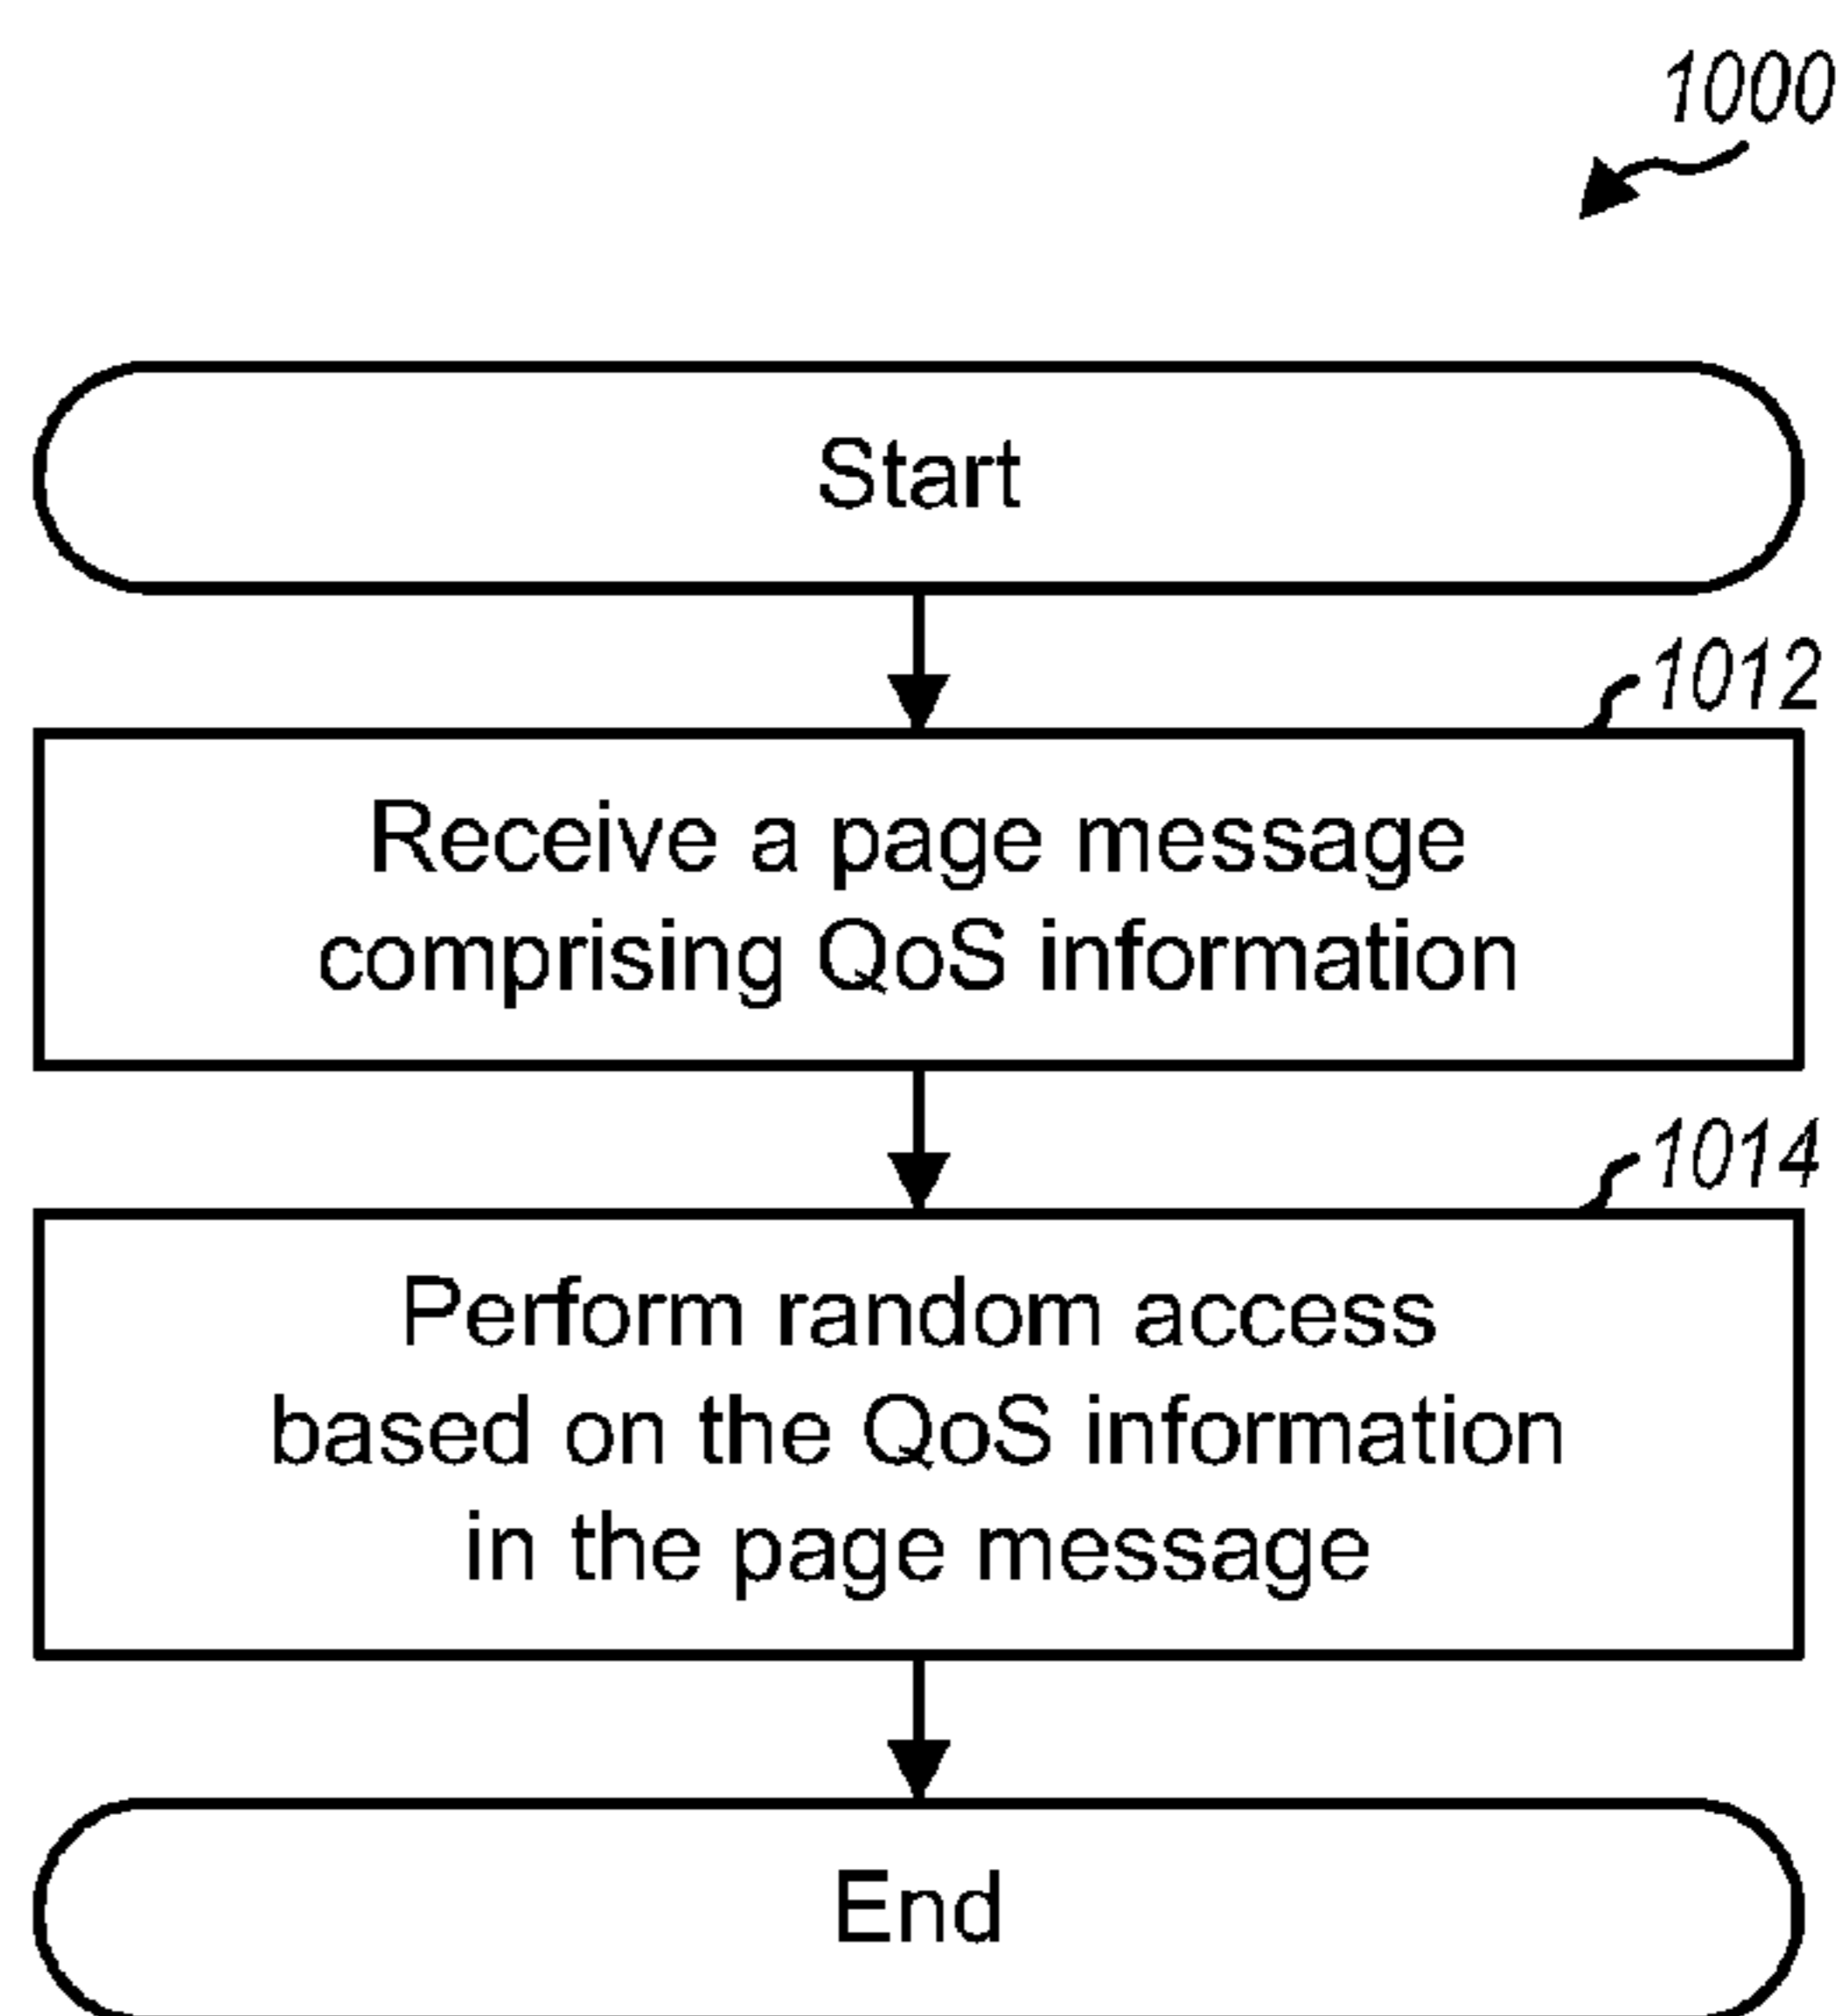 1000
Start
1012
Receive a page message
comprising QoS information
1014
Perform random access
based on the QoS information
in the page message
End